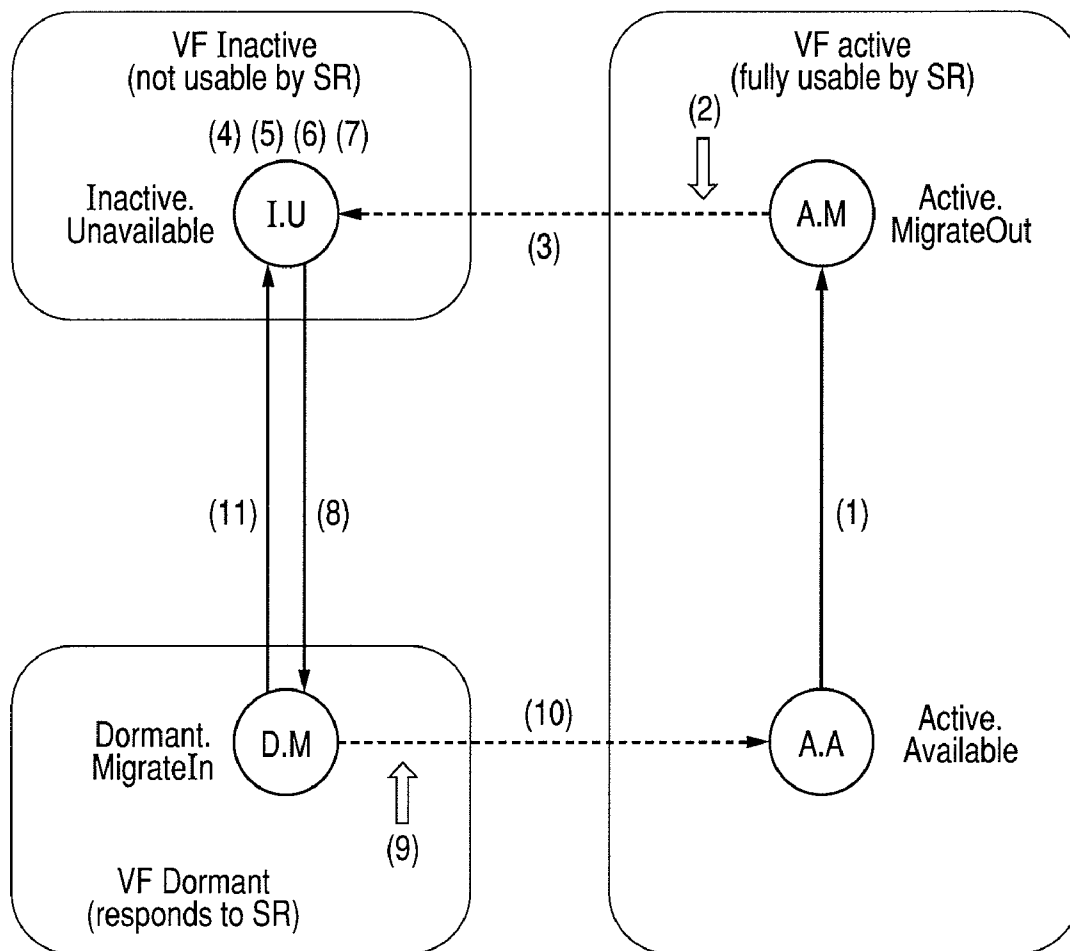 VF Inactive
(not usable by SR)
(4) (5) (6) (7)
Inactive.
Unavailable
I.U
VF active
(fully usable by SR)
(2)
(3)
A.M
Active.
MigrateOut
(11)
(8)
(1)
Dormant.
MigrateIn
D.M
(10)
(9)
A.A
Active.
Available
VF Dormant
(responds to SR)